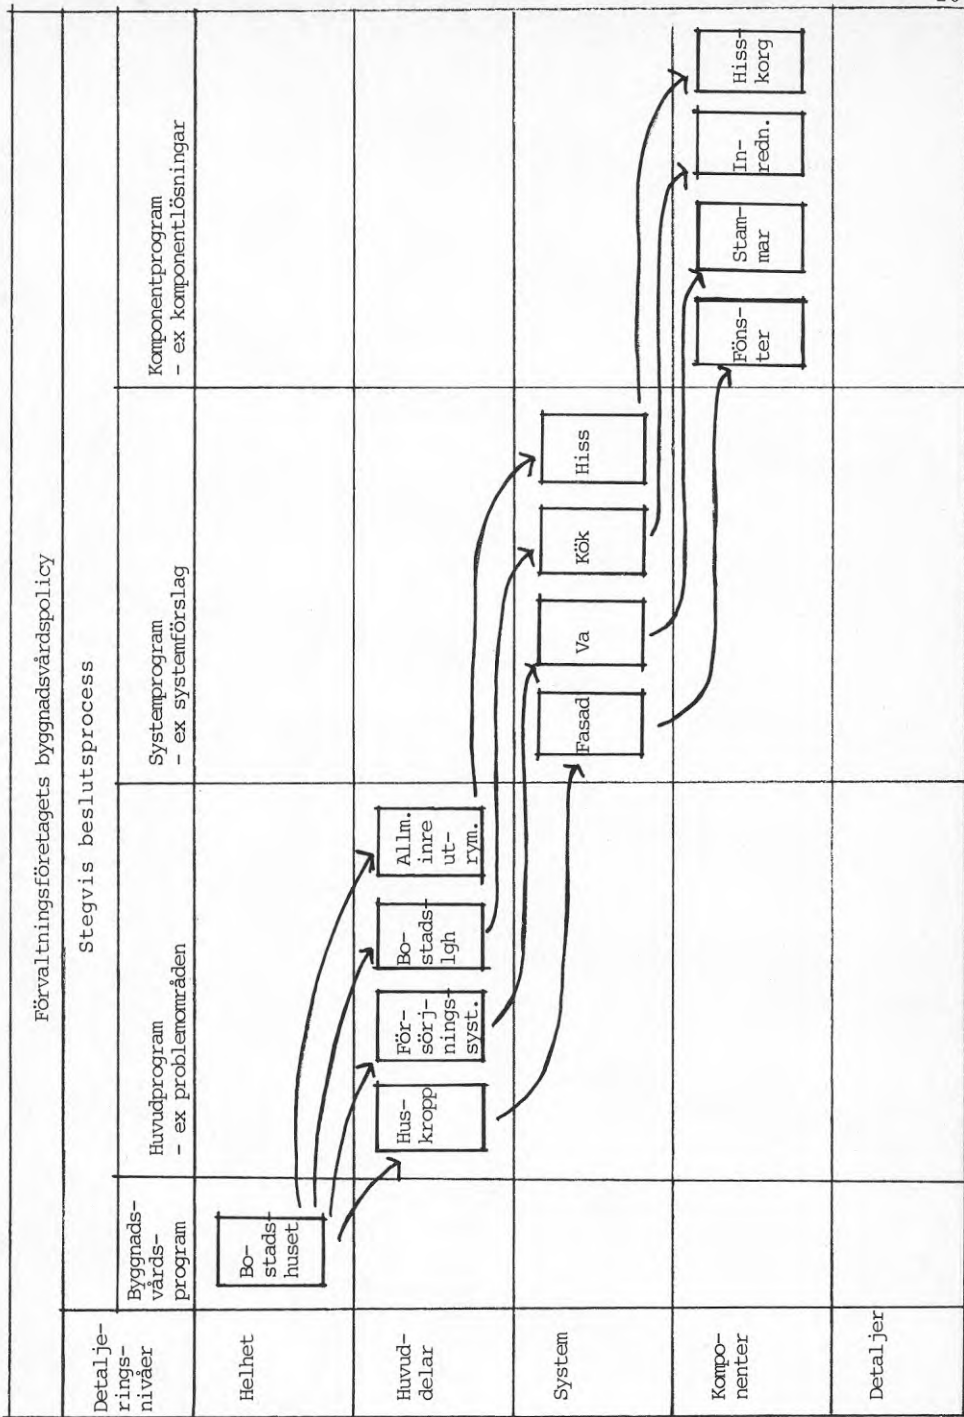 Förvaltningsföretagets byggnadsvårdspolicy
Stegvis beslutsprocess
Detalje-
rings-
nivåer
Byggnads-
vårds-
program
Huvudprogram
- ex problemområden
Systemprogram
- ex systemförslag
Komponentprogram
- ex komponentlösningar
Helhet
Bo-
stads-
huset
Huvud-
delar
Hus-
kropp
För-
sörj-
nings-
syst.
Bo-
stads-
lgh
Allm.
inre
ut-
rym.
System
Fasad
Va
Kök
Hiss
Kompo-
nenter
Föns-
ter
Stam-
mar
In-
redn.
Hiss-
korg
Detaljer